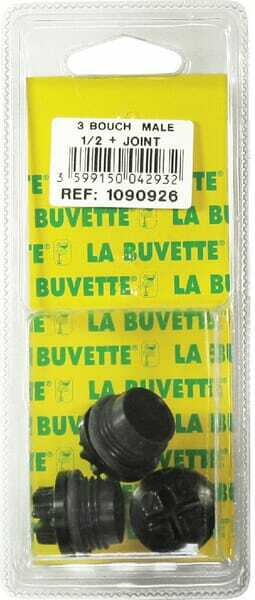 3 BOUCH MALE
1/2 + JOINT
3 599150 042932
REF: 1090926
LA BUVETTE®
LA BUVETTE®
LA BUVETTE®
LA BUVETTE®
LA BUVETTE
LA BUVETTE